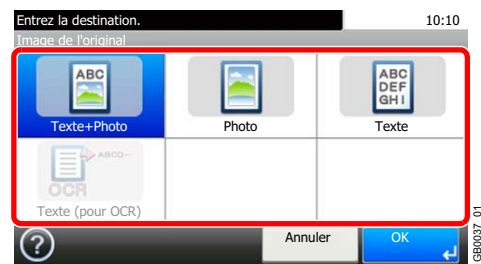 Entrez la destination. 10:10
Image de l'original
ABC
ABC
DEF
GHI
Texte+Photo Photo Texte
ABCD
OCR
Texte (pour OCR)
? Annuler OK
GB0037_01